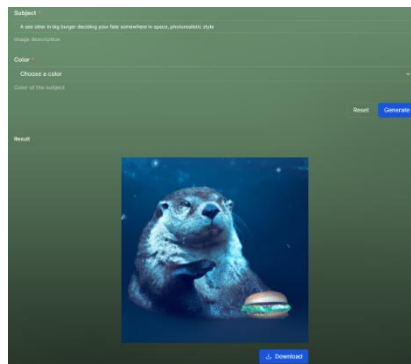 Subject *
A sea otter in big burger deciding your fate somewhere in space, photorealistic style
Image description
Color *
Choose a color
Color of the subject
Reset Generate
Result
Download